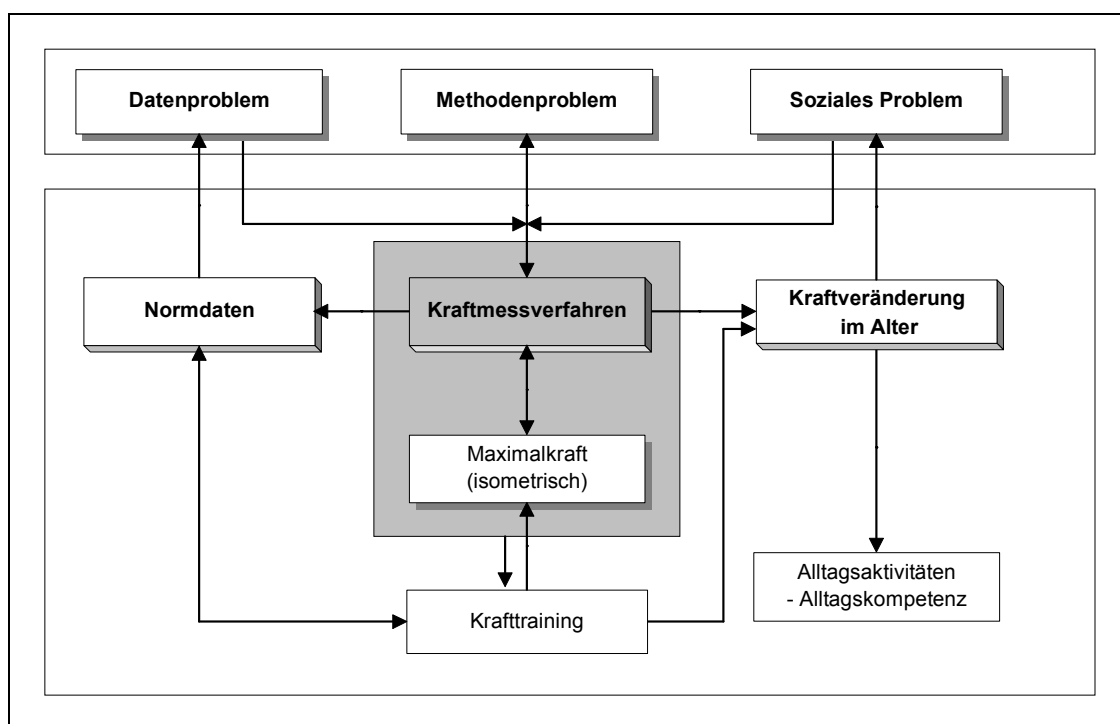 Datenproblem
Methodenproblem
Soziales Problem
Normdaten
Kraftmessverfahren
Kraftveränderung
im Alter
Maximalkraft
(isometrisch)
Alltagsaktivitäten
- Alltagskompetenz
Krafttraining